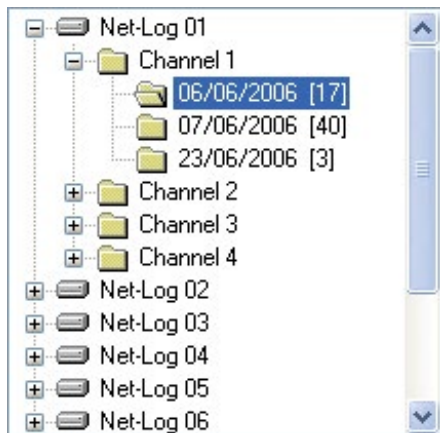 Net-Log 01
Channel 1
06/06/2006 [17]
07/06/2006 [40]
23/06/2006 [3]
Channel 2
Channel 3
Channel 4
Net-Log 02
Net-Log 03
Net-Log 04
Net-Log 05
Net-Log 06